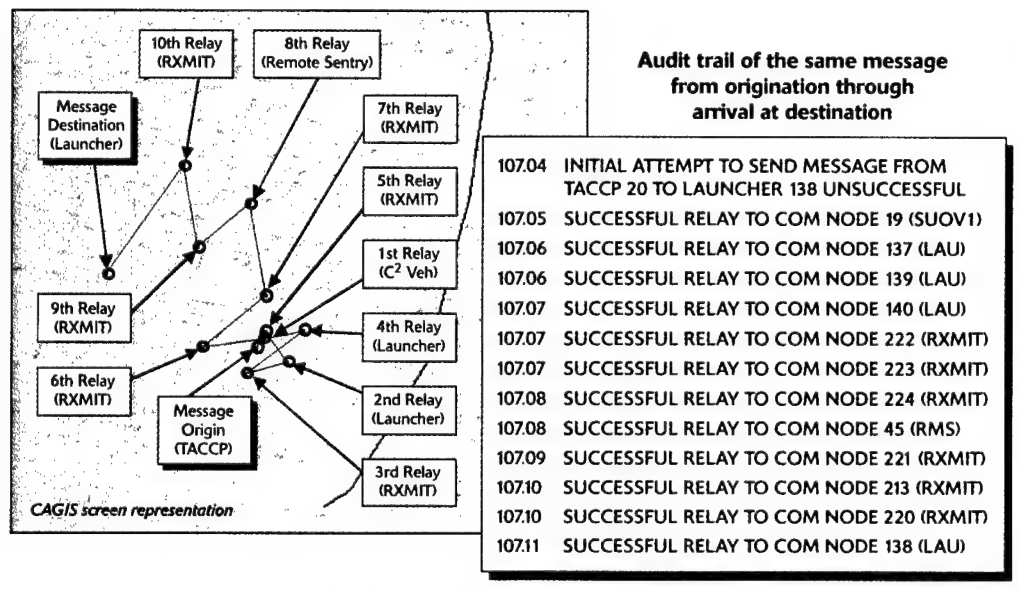 10th Relay
(RXMIT)
8th Relay
(Remote Sentry)
Message
Destination
(Launcher)
7th Relay
(RXMIT)
5th Relay
(RXMIT)
1st Relay
(C² Veh)
9th Relay
(RXMIT)
4th Relay
(Launcher)
6th Relay
(RXMIT)
Message
Origin
(TACCP)
2nd Relay
(Launcher)
3rd Relay
(RXMIT)
CAGIS screen representation
Audit trail of the same message
from origination through
arrival at destination
107.04 INITIAL ATTEMPT TO SEND MESSAGE FROM
TACCP 20 TO LAUNCHER 138 UNSUCCESSFUL
107.05 SUCCESSFUL RELAY TO COM NODE 19 (SUOV1)
107.06 SUCCESSFUL RELAY TO COM NODE 137 (LAU)
107.06 SUCCESSFUL RELAY TO COM NODE 139 (LAU)
107.07 SUCCESSFUL RELAY TO COM NODE 140 (LAU)
107.07 SUCCESSFUL RELAY TO COM NODE 222 (RXMIT)
107.07 SUCCESSFUL RELAY TO COM NODE 223 (RXMIT)
107.08 SUCCESSFUL RELAY TO COM NODE 224 (RXMIT)
107.08 SUCCESSFUL RELAY TO COM NODE 45 (RMS)
107.09 SUCCESSFUL RELAY TO COM NODE 221 (RXMIT)
107.10 SUCCESSFUL RELAY TO COM NODE 213 (RXMIT)
107.10 SUCCESSFUL RELAY TO COM NODE 220 (RXMIT)
107.11 SUCCESSFUL RELAY TO COM NODE 138 (LAU)